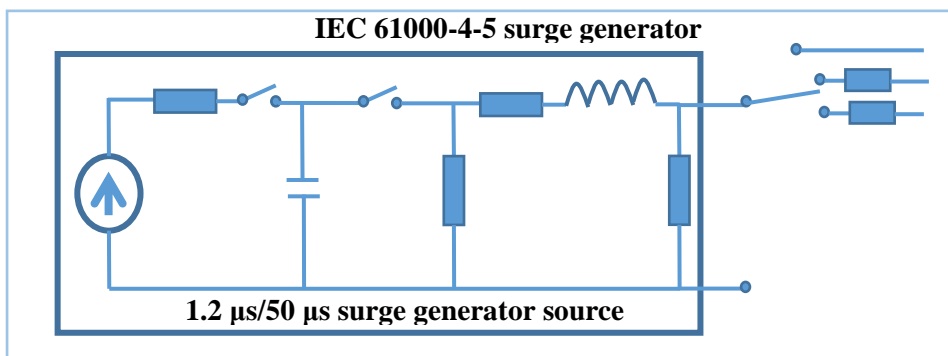 IEC 61000-4-5 surge generator
1.2 μs/50 μs surge generator source